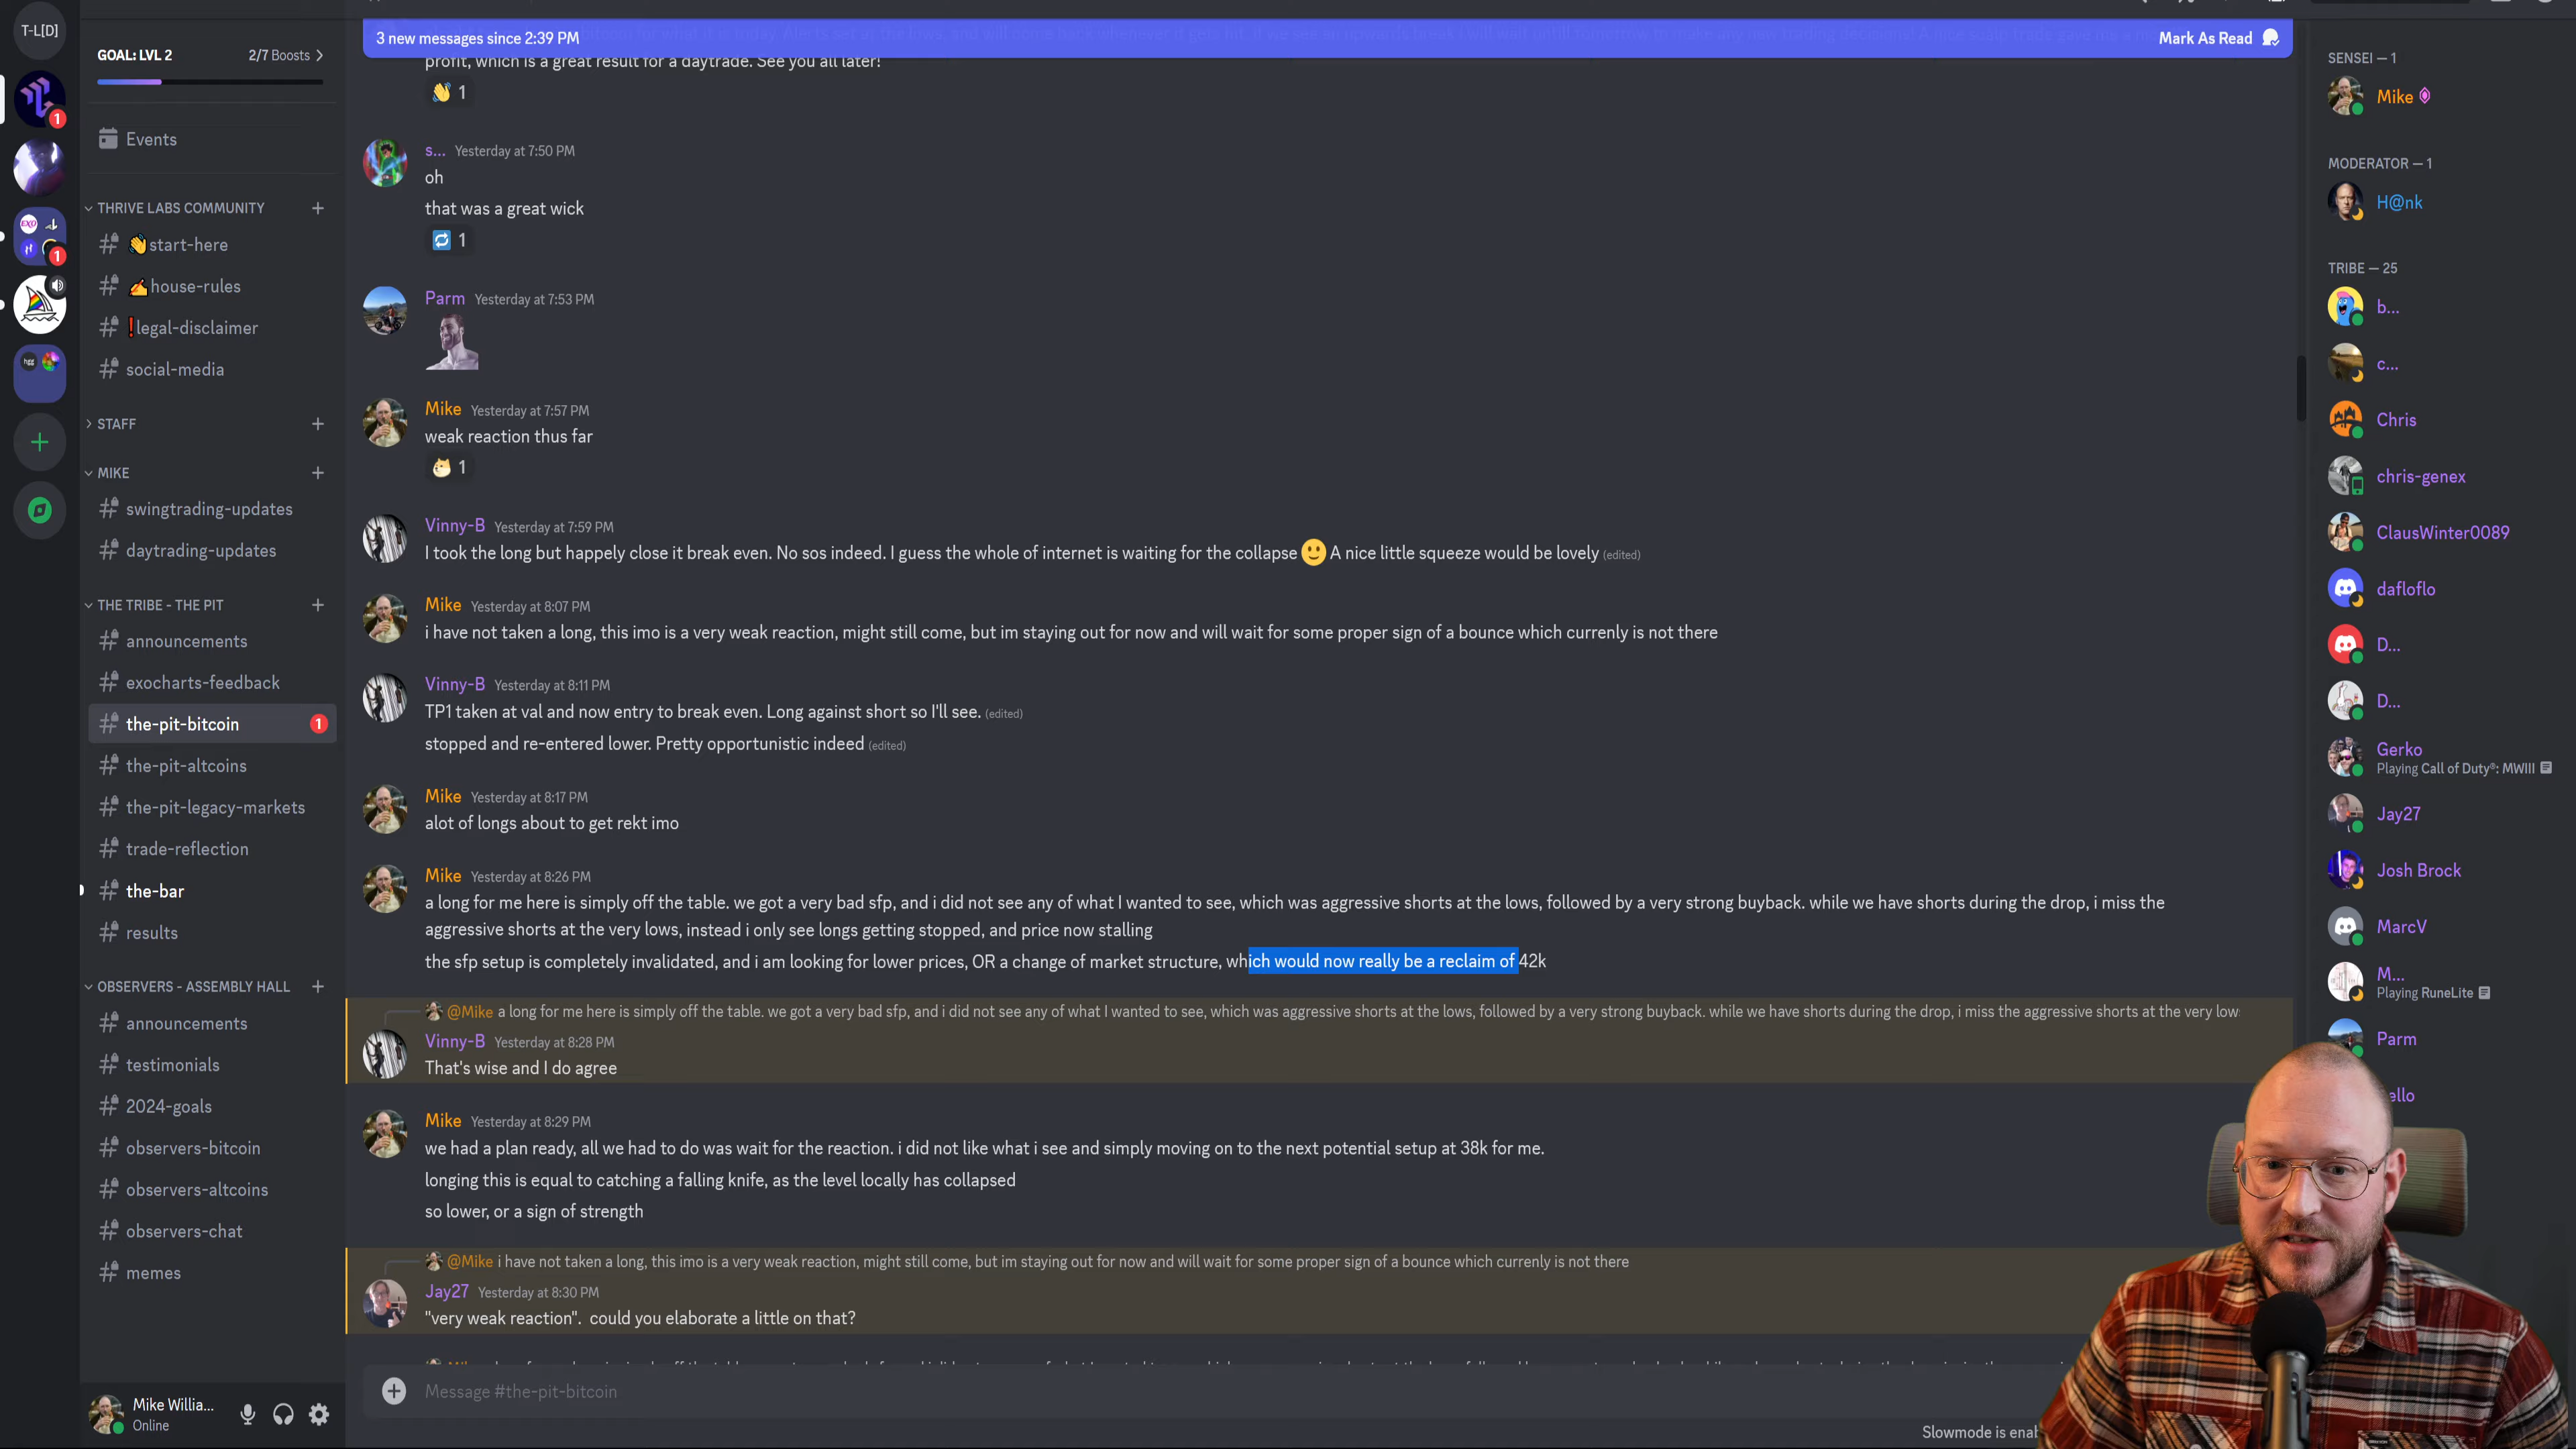 T-L[D]
GOAL: LVL 2
2/7 Boosts
Events
THRIVE LABS COMMUNITY
start-here
house-rules
legal-disclaimer
social-media
STAFF
MIKE
swingtrading-updates
daytrading-updates
THE TRIBE - THE PIT
announcements
exocharts-feedback
the-pit-bitcoin
1
the-pit-altcoins
the-pit-legacy-markets
trade-reflection
the-bar
results
OBSERVERS - ASSEMBLY HALL
announcements
testimonials
2024-goals
observers-bitcoin
observers-altcoins
observers-chat
memes
Mike Willia...
Online
3 new messages since 2:39 PM
Mark As Read
profit, which is a great result for a daytrade. See you all later!
1
s... Yesterday at 7:50 PM
oh
that was a great wick
1
Parm Yesterday at 7:53 PM
Mike Yesterday at 7:57 PM
weak reaction thus far
1
Vinny-B Yesterday at 7:59 PM
I took the long but happely close it break even. No sos indeed. I guess the whole of internet is waiting for the collapse 🙂 A nice little squeeze would be lovely (edited)
Mike Yesterday at 8:07 PM
i have not taken a long, this imo is a very weak reaction, might still come, but im staying out for now and will wait for some proper sign of a bounce which currenly is not there
Vinny-B Yesterday at 8:11 PM
TP1 taken at val and now entry to break even. Long against short so I'll see. (edited)
stopped and re-entered lower. Pretty opportunistic indeed (edited)
Mike Yesterday at 8:17 PM
alot of longs about to get rekt imo
Mike Yesterday at 8:26 PM
a long for me here is simply off the table. we got a very bad sfp, and i did not see any of what I wanted to see, which was aggressive shorts at the lows, followed by a very strong buyback. while we have shorts during the drop, i miss the
aggressive shorts at the very lows, instead i only see longs getting stopped, and price now stalling
the sfp setup is completely invalidated, and i am looking for lower prices, OR a change of market structure, which would now really be a reclaim of 42k
@Mike a long for me here is simply off the table. we got a very bad sfp, and i did not see any of what I wanted to see, which was aggressive shorts at the lows, followed by a very strong buyback. while we have shorts during the drop, i miss the aggressive shorts at the very low
Vinny-B Yesterday at 8:28 PM
That's wise and I do agree
Mike Yesterday at 8:29 PM
we had a plan ready, all we had to do was wait for the reaction. i did not like what i see and simply moving on to the next potential setup at 38k for me.
longing this is equal to catching a falling knife, as the level locally has collapsed
so lower, or a sign of strength
@Mike i have not taken a long, this imo is a very weak reaction, might still come, but im staying out for now and will wait for some proper sign of a bounce which currenly is not there
Jay27 Yesterday at 8:30 PM
"very weak reaction". could you elaborate a little on that?
Message #the-pit-bitcoin
Slowmode is enab
SENSEI — 1
Mike
MODERATOR — 1
H@nk
TRIBE — 25
b...
c...
Chris
chris-genex
ClausWinter0089
dafloflo
D...
D...
Gerko
Playing Call of Duty®: MWIII
Jay27
Josh Brock
MarcV
M...
Playing RuneLite
Parm
ello